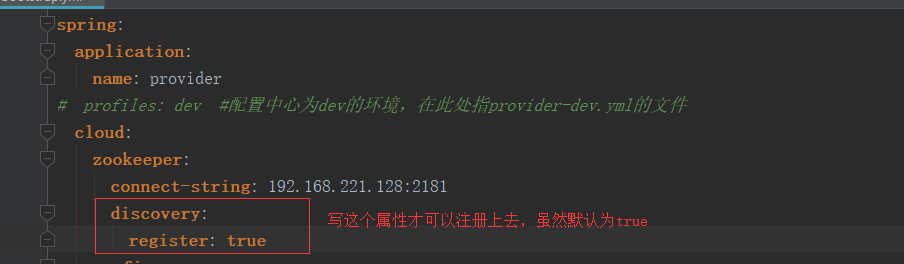 spring:
application:
name: provider
# profiles: dev #配置中心为dev的环境，在此处指provider-dev.yml的文件
cloud:
zookeeper:
connect-string: 192.168.221.128:2181
discovery:
写这个属性才可以注册上去，虽然默认为true
register: true